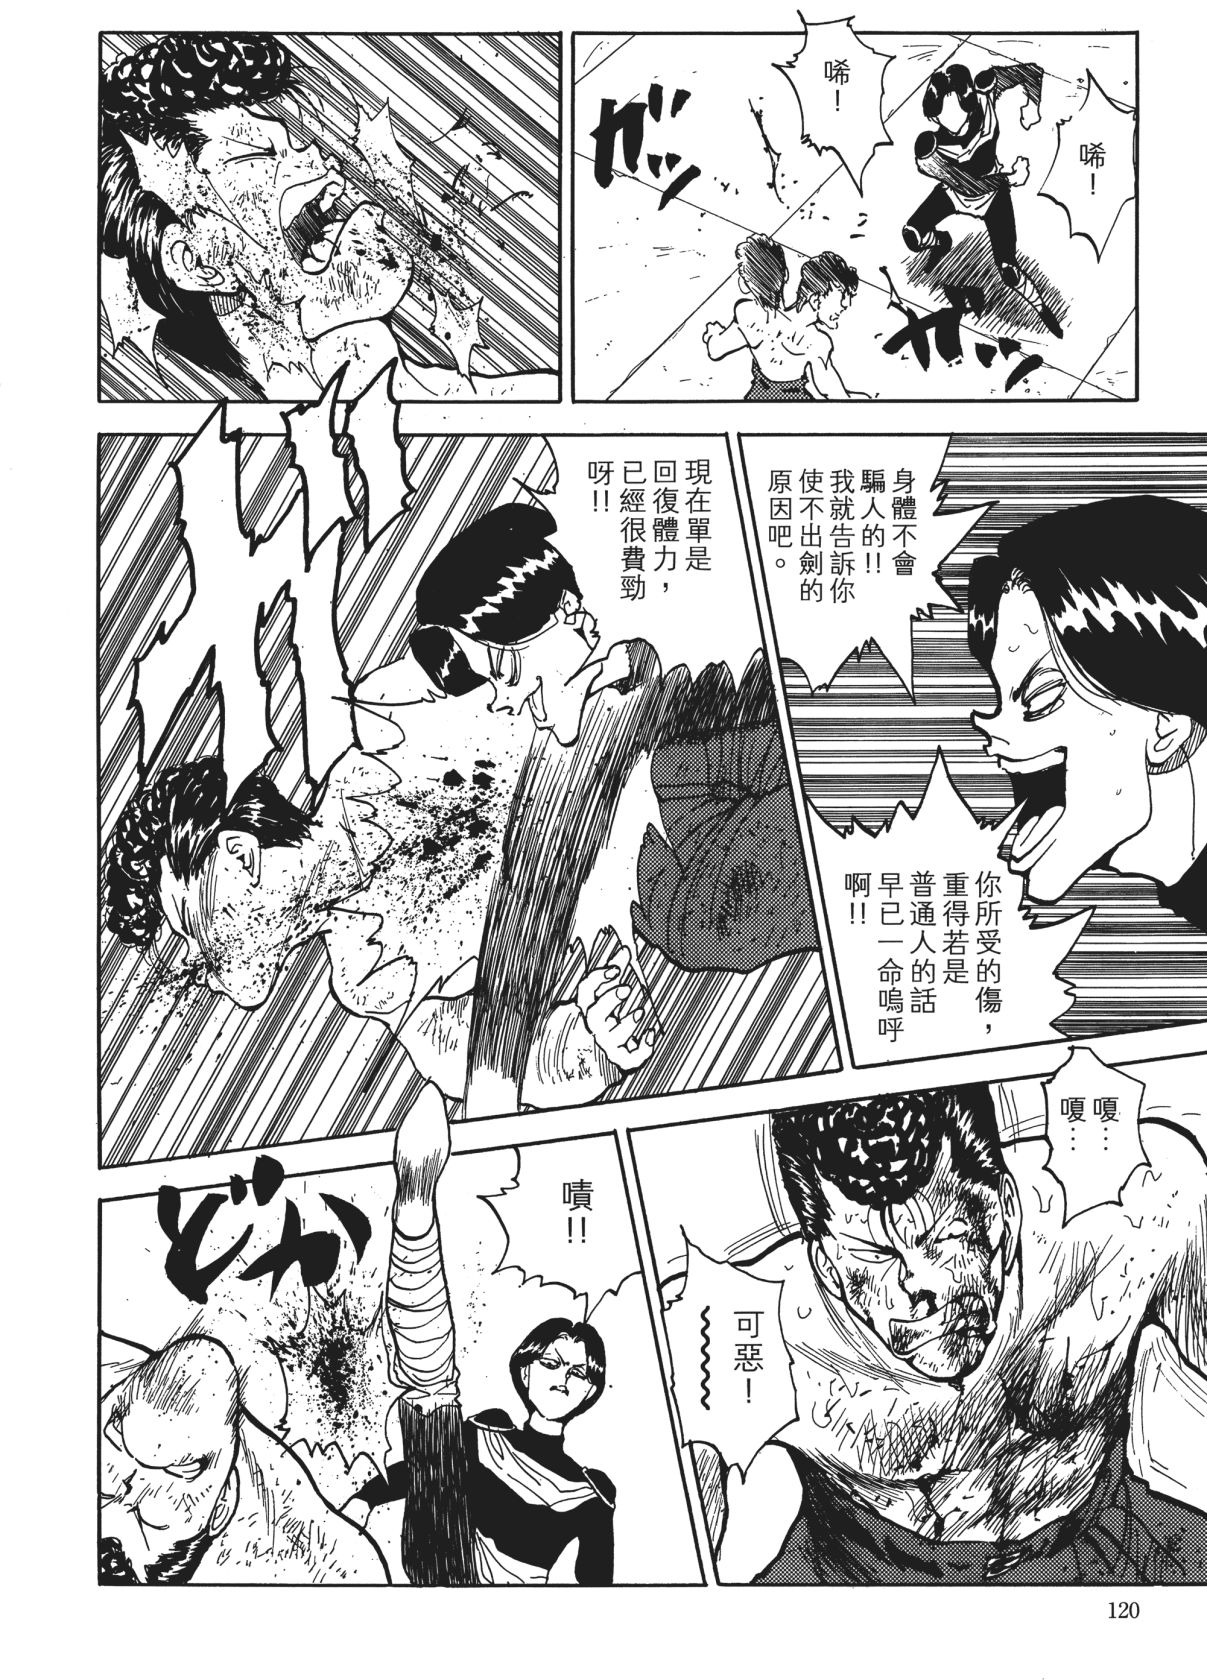 唏！
唏！
ガッ
ガッ
身體不會
騙人的!!
我就告訴你
使不出劍的
原因吧。
你所受的傷，
重得若是
普通人的話
早已一命嗚呼
啊!!
現在單是
回復體力，
已經很費勁
呀!!
嗄…
嗄…
可惡！
嘖!!
どか
120